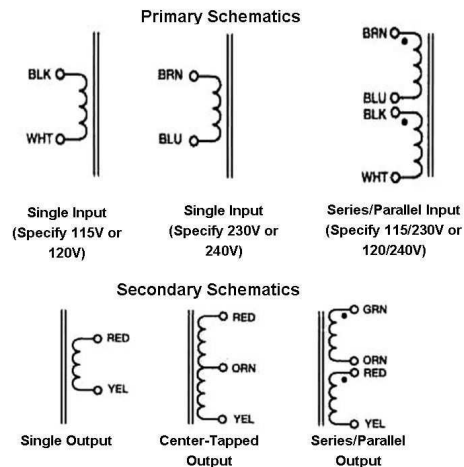 Primary Schematics
BLK
WHT
BRN
BLU
BRN
BLU
BLK
WHT
Single Input
(Specify 115V or
120V)
Single Input
(Specify 230V or
240V)
Series/Parallel Input
(Specify 115/230V or
120/240V)
Secondary Schematics
RED
YEL
RED
ORN
YEL
GRN
ORN
RED
YEL
Single Output
Center-Tapped
Output
Series/Parallel
Output